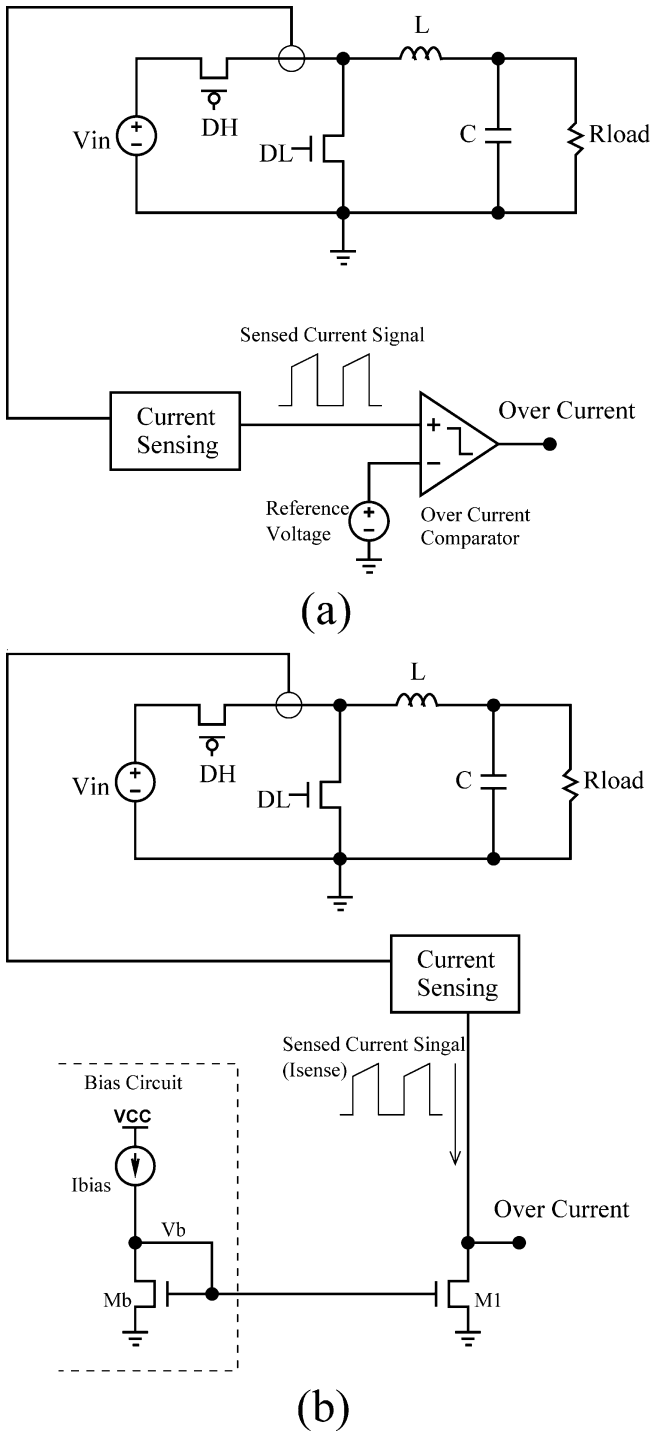 L
DH
Vin
+
−
DL
C
Rload
Sensed Current Signal
Current
Sensing
+
−
Over Current
Reference
Voltage
+
−
Over Current
Comparator
(a)
L
DH
Vin
+
−
DL
C
Rload
Current
Sensing
Sensed Current Singal
(Isense)
Bias Circuit
VCC
Ibias
Vb
Over Current
Mb
M1
(b)